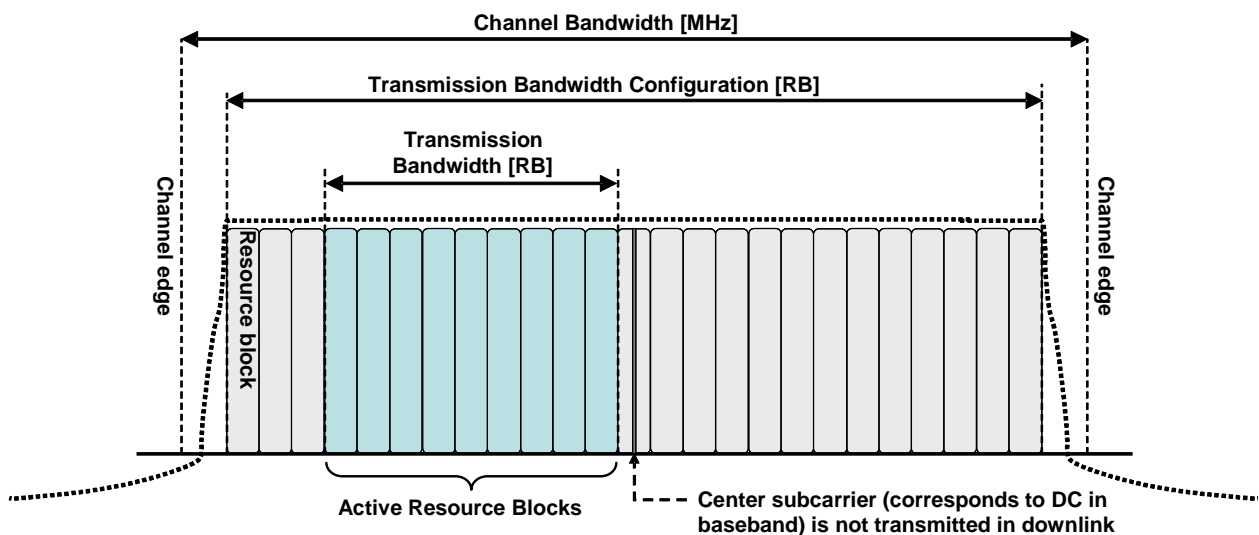 Channel Bandwidth [MHz]
Transmission Bandwidth Configuration [RB]
Transmission
Bandwidth [RB]
Channel edge
Channel edge
Resource block
Active Resource Blocks
Center subcarrier (corresponds to DC in
baseband) is not transmitted in downlink